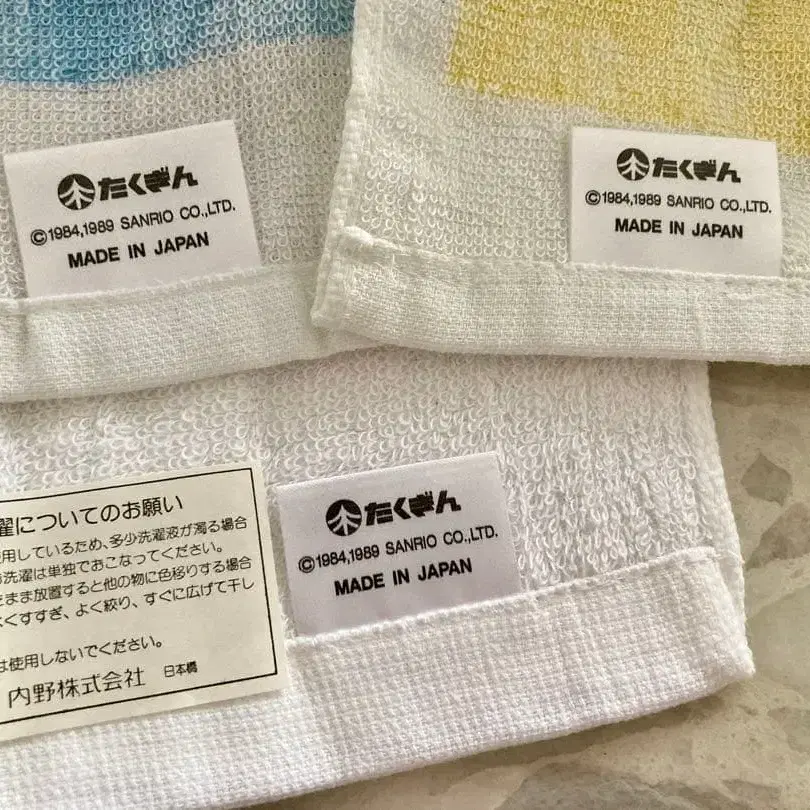 たくぎん
©1984,1989 SANRIO CO.,LTD.
MADE IN JAPAN
たくぎん
©1984,1989 SANRIO CO.,LTD.
MADE IN JAPAN
たくぎん
©1984,1989 SANRIO CO.,LTD.
MADE IN JAPAN
濯についてのお願い
用しているため、多少洗濯液が濁る場合
洗濯は単独でおこなってください。
まま放置すると他の物に色移りする場合
くすすぎ、よく絞り、すぐに広げて干し
は使用しないでください。
内野株式会社 日本橋